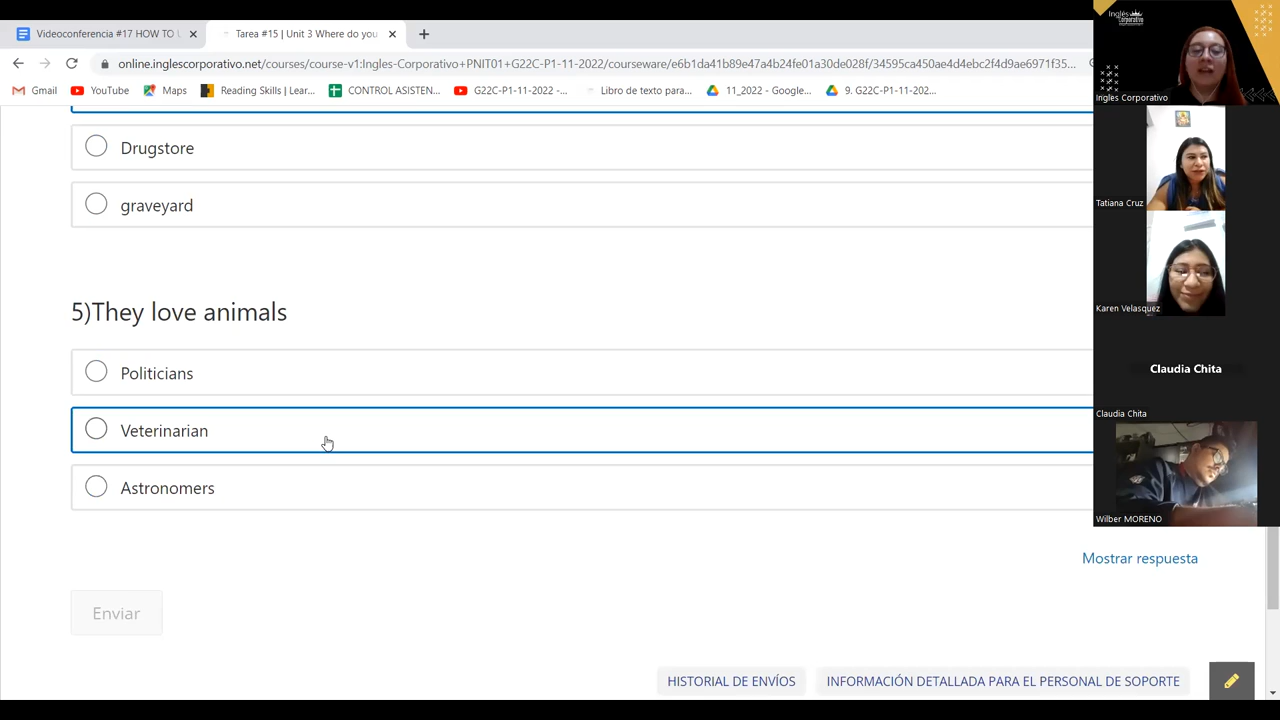 Videoconferencia #17 HOW TO
Tarea #15 | Unit 3 Where do you
online.inglescorporativo.net/courses/course-v1:Ingles-Corporativo+PNIT01+G22C-P1-11-2022/courseware/e6b1da41b89e47a4b24fe01a30de028f/34595ca450ae4d4ebc2f4d9ae6971f35...
Gmail
YouTube
Maps
Reading Skills | Lear...
CONTROL ASISTEN...
G22C-P1-11-2022 -...
Libro de texto para...
11_2022 - Google...
9. G22C-P1-11-202...
Drugstore
graveyard
5)They love animals
Politicians
Veterinarian
Astronomers
Mostrar respuesta
Enviar
HISTORIAL DE ENVÍOS
INFORMACIÓN DETALLADA PARA EL PERSONAL DE SOPORTE
Inglés
Corporativo
Ingles Corporativo
Tatiana Cruz
Karen Velasquez
Claudia Chita
Claudia Chita
Wilber MORENO